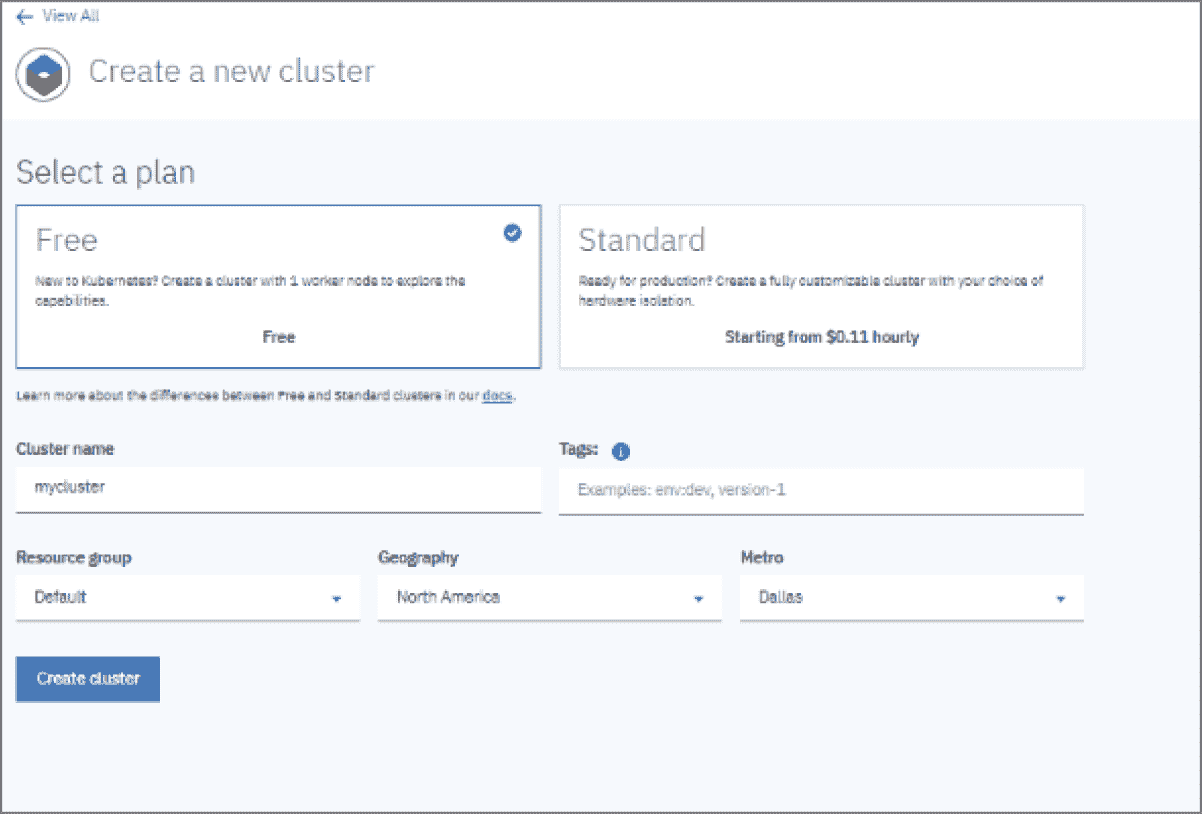 View All
Create a new cluster
Select a plan
Free
New to Kubernetes? Create a cluster with 1 worker node to explore the
capabilities.
Free
Standard
Ready for production? Create a fully customizable cluster with your choice of
hardware isolation.
Starting from $0.11 hourly
Learn more about the differences between Free and Standard clusters in our docs.
Cluster name
mycluster
Tags:
Examples: env:dev, version-1
Resource group
Default
Geography
North America
Metro
Dallas
Create cluster